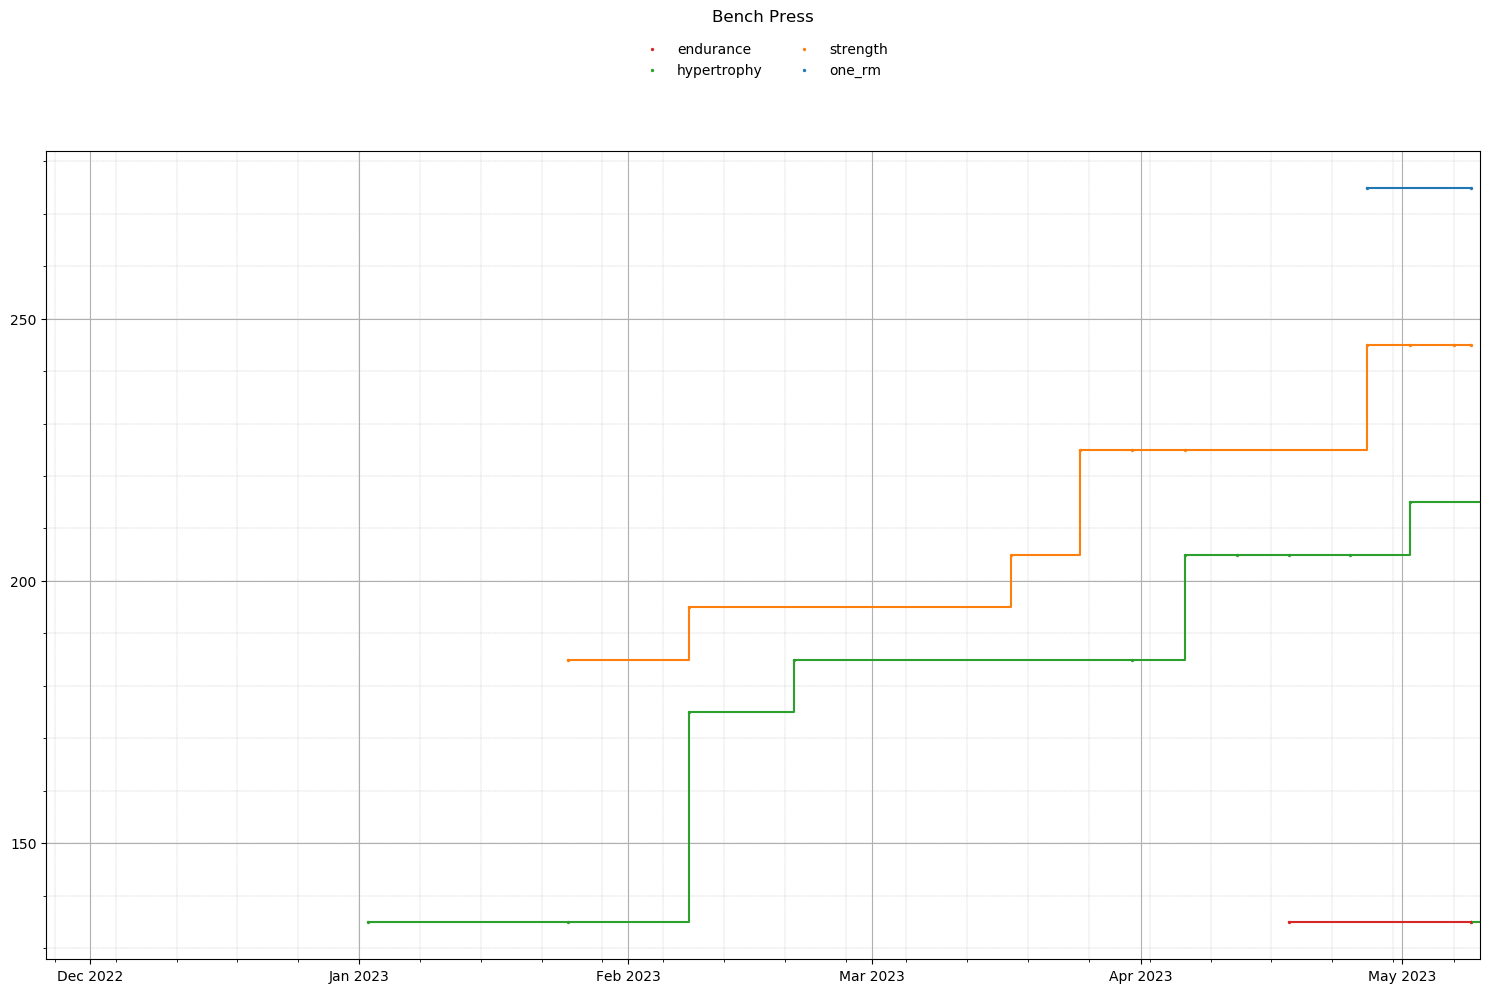 Bench Press
endurance strength
hypertrophy one_rm
250
200
150
Dec 2022 Jan 2023 Feb 2023 Mar 2023 Apr 2023 May 2023